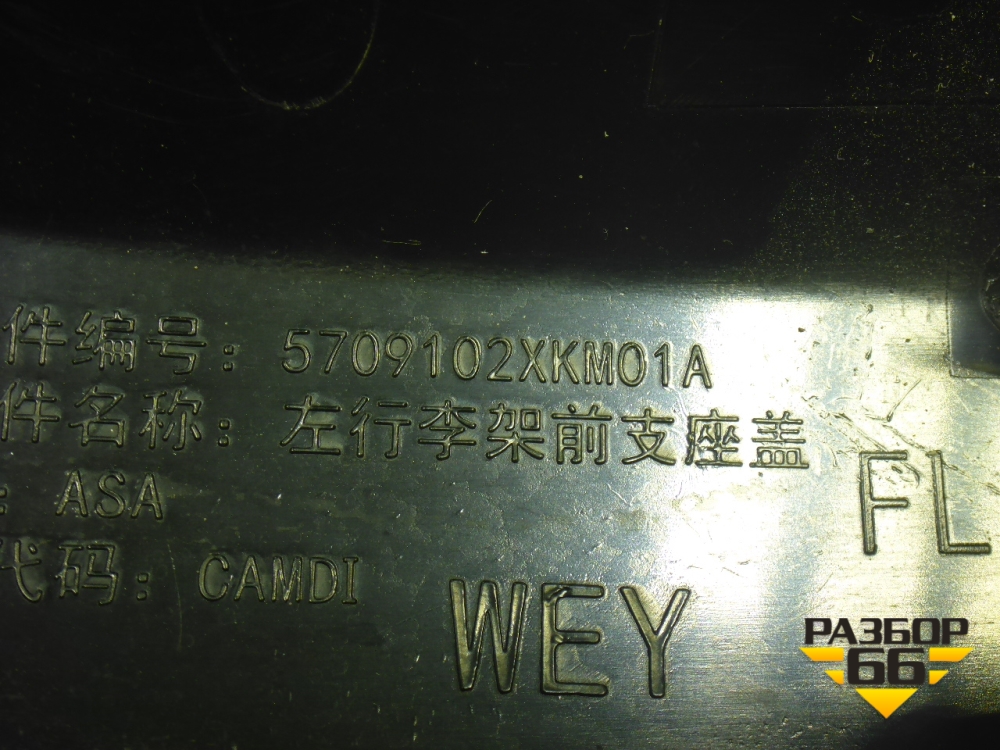 件编号: 5709102XKM01A
件名称: 左行李架前支座盖
: ASA
代码: CAMDI
FL
WEY
РАЗБОР
66